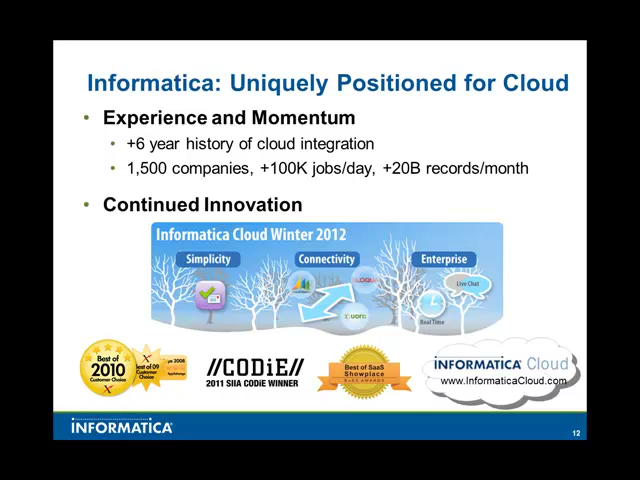 Informatica: Uniquely Positioned for Cloud
• Experience and Momentum
• +6 year history of cloud integration
• 1,500 companies, +100K jobs/day, +20B records/month
• Continued Innovation
Informatica Cloud Winter 2012
Simplicity
Connectivity
Enterprise
Live Chat
Real Time
Best of
2010
Customer Choice
Best of 09
Customer
Choice
2008
//CODiE//
2011 SIIA CODiE WINNER
Best of SaaS
Showplace
AWARDS
INFORMATICA Cloud
www.InformaticaCloud.com
INFORMATICA
12